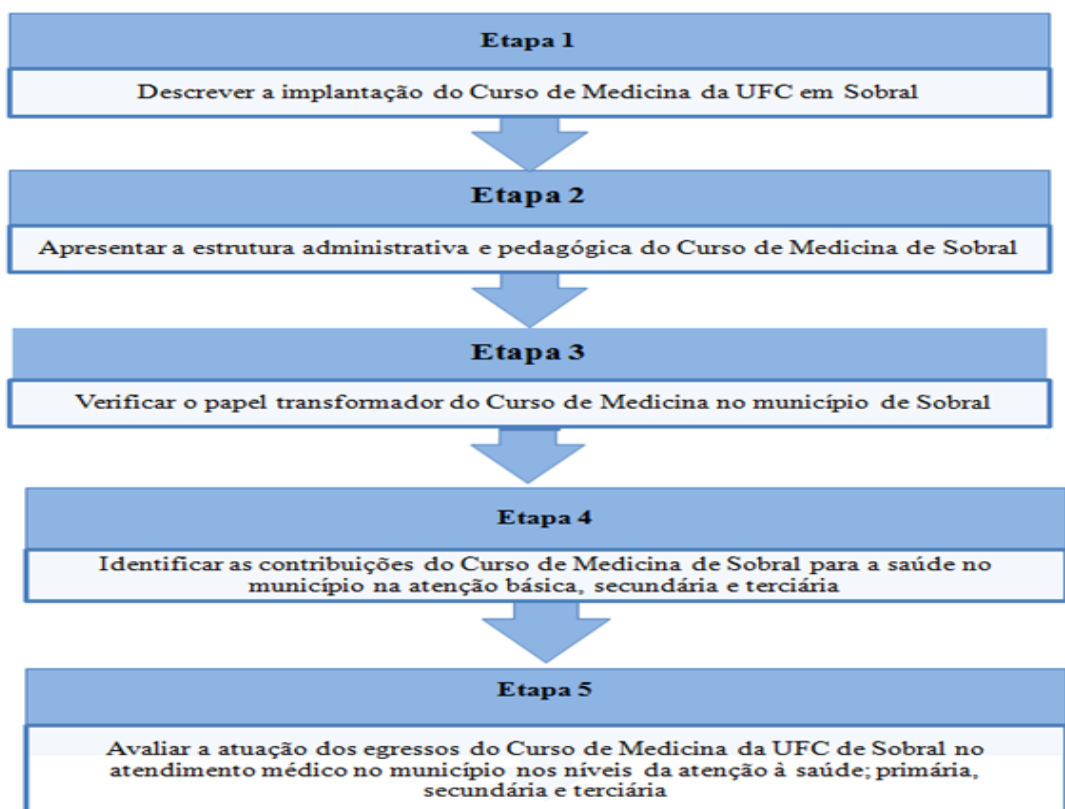 Etapa 1
Descrever a implantação do Curso de Medicina da UFC em Sobral
Etapa 2
Apresentar a estrutura administrativa e pedagógica do Curso de Medicina de Sobral
Etapa 3
Verificar o papel transformador do Curso de Medicina no município de Sobral
Etapa 4
Identificar as contribuições do Curso de Medicina de Sobral para a saúde no
município na atenção básica, secundária e terciária
Etapa 5
Avaliar a atuação dos egressos do Curso de Medicina da UFC de Sobral no
atendimento médico no município nos níveis da atenção à saúde; primária,
secundária e terciária